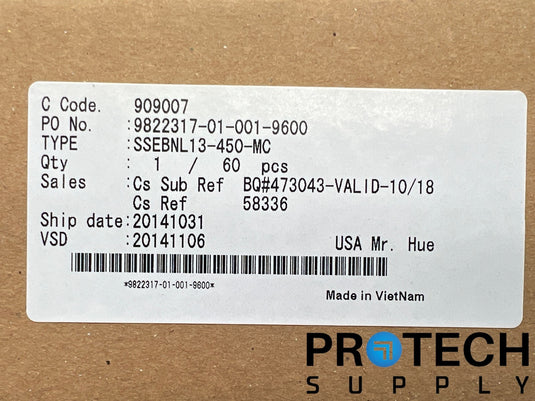 C Code. 909007
PO No. :9822317-01-001-9600
TYPE :SSEBNL13-450-MC
Qty : 1 / 60 pcs
Sales :Cs Sub Ref BQ#473043-VALID-10/18
Cs Ref 58336
Ship date:20141031
VSD :20141106 USA Mr. Hue
*9822317-01-001-9600*
Made in VietNam
PROTECH
SUPPLY